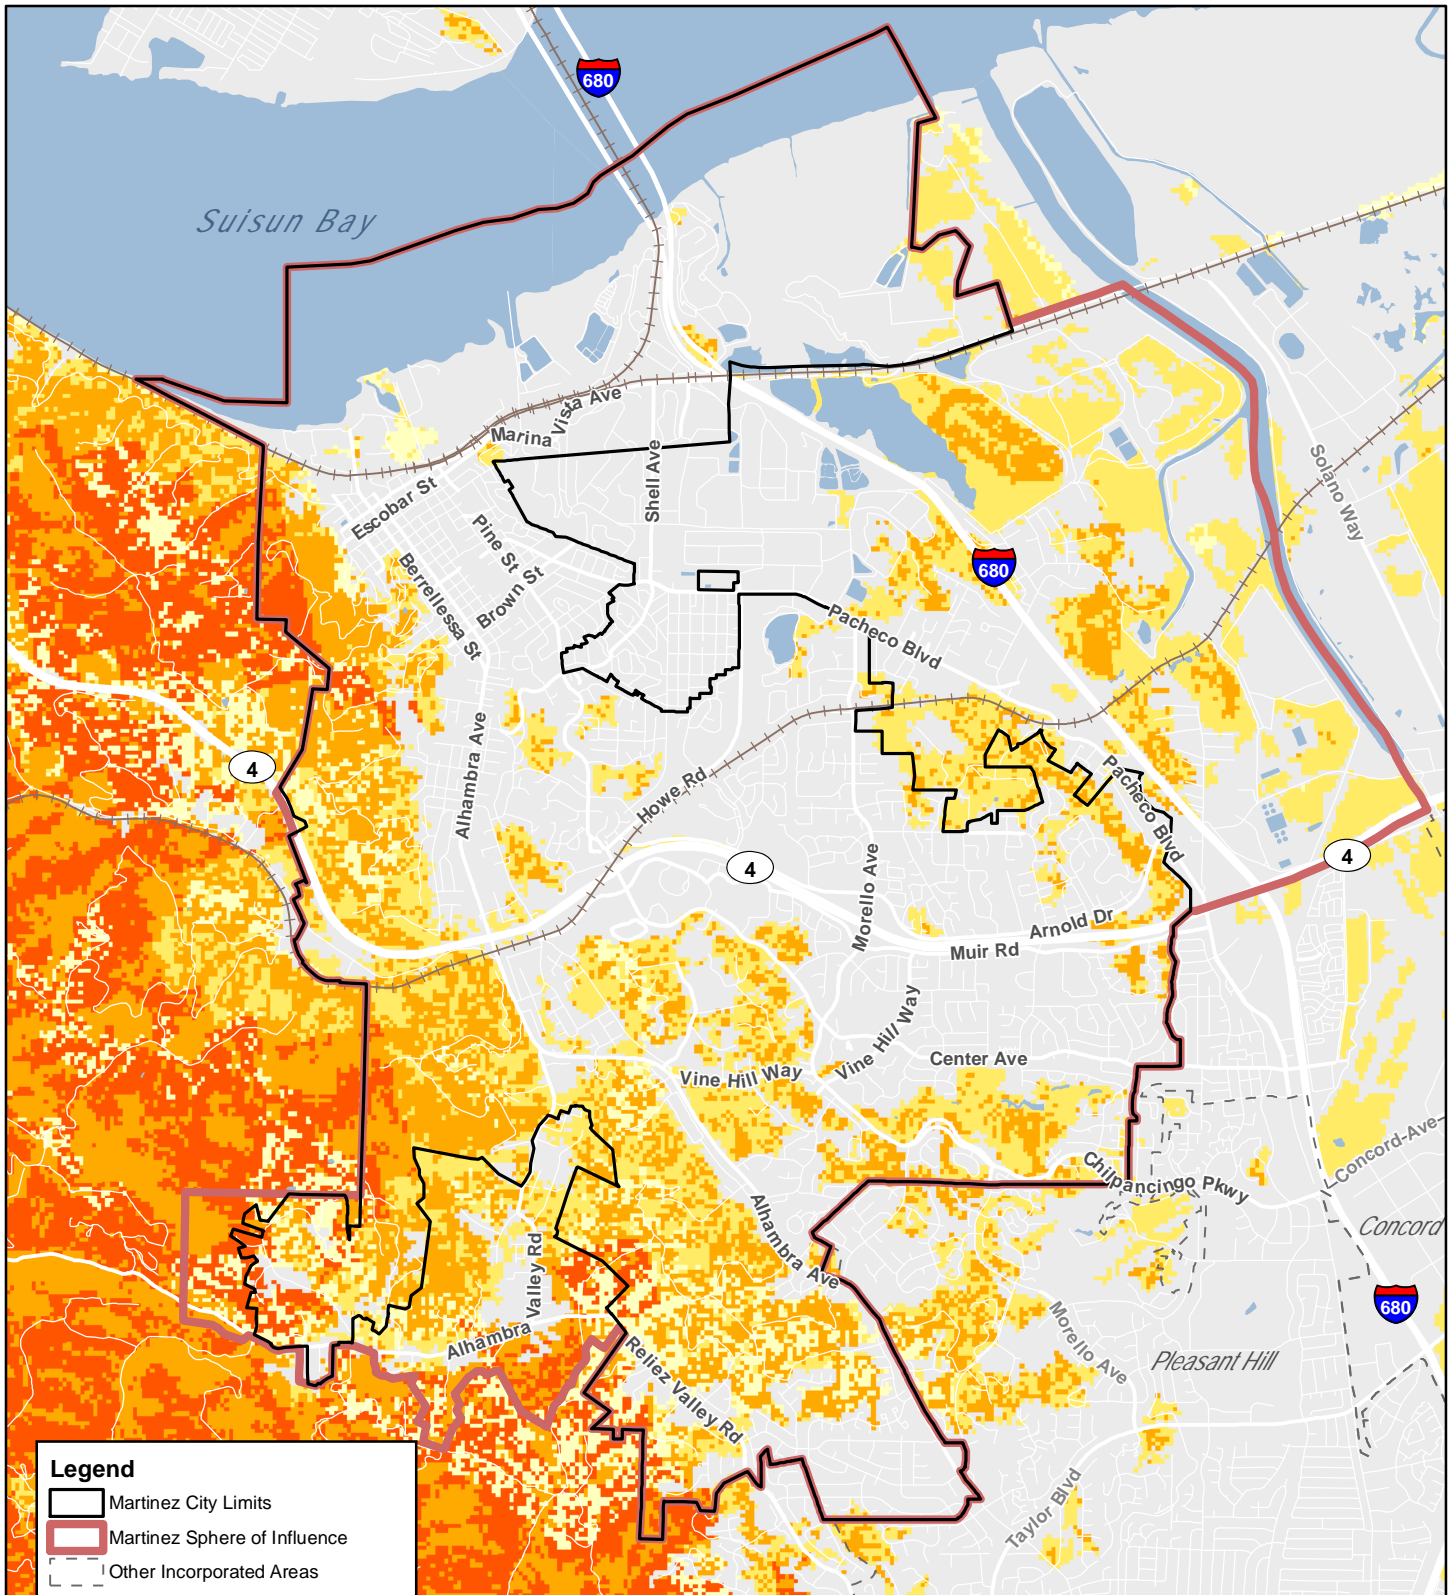 680
Suisun Bay
Marina Vista Ave
Shell Ave
Escobar St
Pine St
Brown St
Berrellessa St
Solano Way
680
Pacheco Blvd
4
Alhambra Ave
Howe Rd
Pacheco Blvd
4
4
Morello Ave
Arnold Dr
Muir Rd
Vine Hill Way
Center Ave
Vine Hill Way
Chilpancingo Pkwy
Concord Ave
Concord
Alhambra Ave
Alhambra Valley Rd
680
Morello Ave
Pleasant Hill
Reliez Valley Rd
Taylor Blvd
Legend
Martinez City Limits
Martinez Sphere of Influence
Other Incorporated Areas